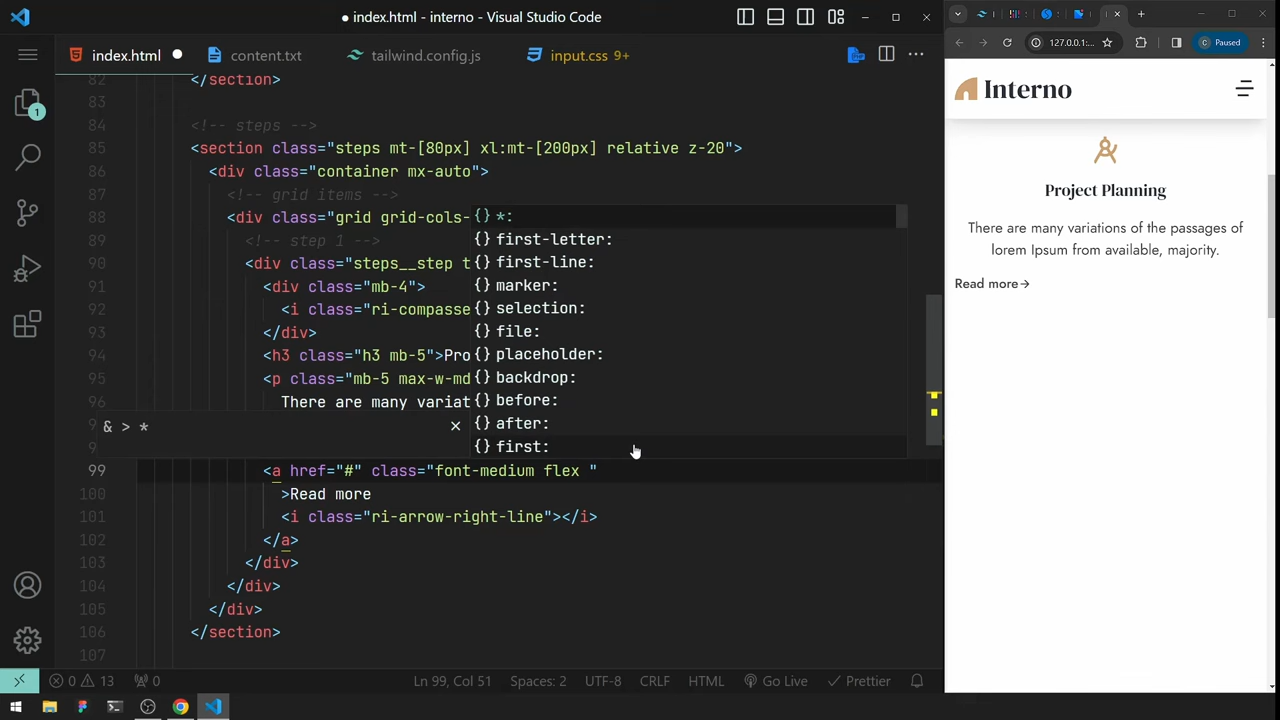 ● index.html - interno - Visual Studio Code
index.html ●
content.txt
tailwind.config.js
input.css 9+
82 </section>
83
84 <!-- steps -->
85 <section class="steps mt-[80px] xl:mt-[200px] relative z-20">
86 <div class="container mx-auto">
87 <!-- grid items -->
88 <div class="grid grid-cols-
89 <!-- step 1 -->
90 <div class="steps__step t
91 <div class="mb-4">
92 <i class="ri-compasse
93 </div>
94 <h3 class="h3 mb-5">Pro
95 <p class="mb-5 max-w-md
There are many variat
& > *
{} *:
{} first-letter:
{} first-line:
{} marker:
{} selection:
{} file:
{} placeholder:
{} backdrop:
{} before:
{} after:
{} first:
99 <a href="#" class="font-medium flex "
100 >Read more
101 <i class="ri-arrow-right-line"></i>
102 </a>
103 </div>
104 </div>
105 </div>
106 </section>
107
1
0 13 0
Ln 99, Col 51
Spaces: 2
UTF-8
CRLF
HTML
Go Live
Prettier
127.0.0.1:...
C Paused
Interno
Project Planning
There are many variations of the passages of
lorem Ipsum from available, majority.
Read more→